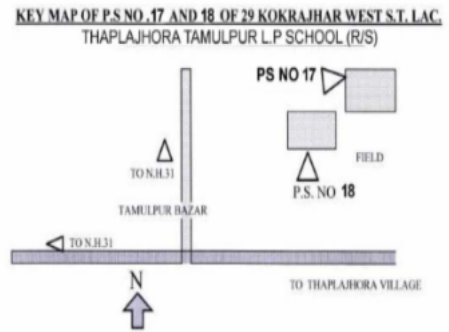 KEY MAP OF P.S NO .17 AND 18 OF 29 KOKRAJHAR WEST S.T. LAC.
THAPLAJHORA TAMULPUR L.P SCHOOL (R/S)
PS NO 17
FIELD
TO N.H.31
P.S. NO 18
TAMULPUR BAZAR
TO N.H.31
N
TO THAPLAJHORA VILLAGE